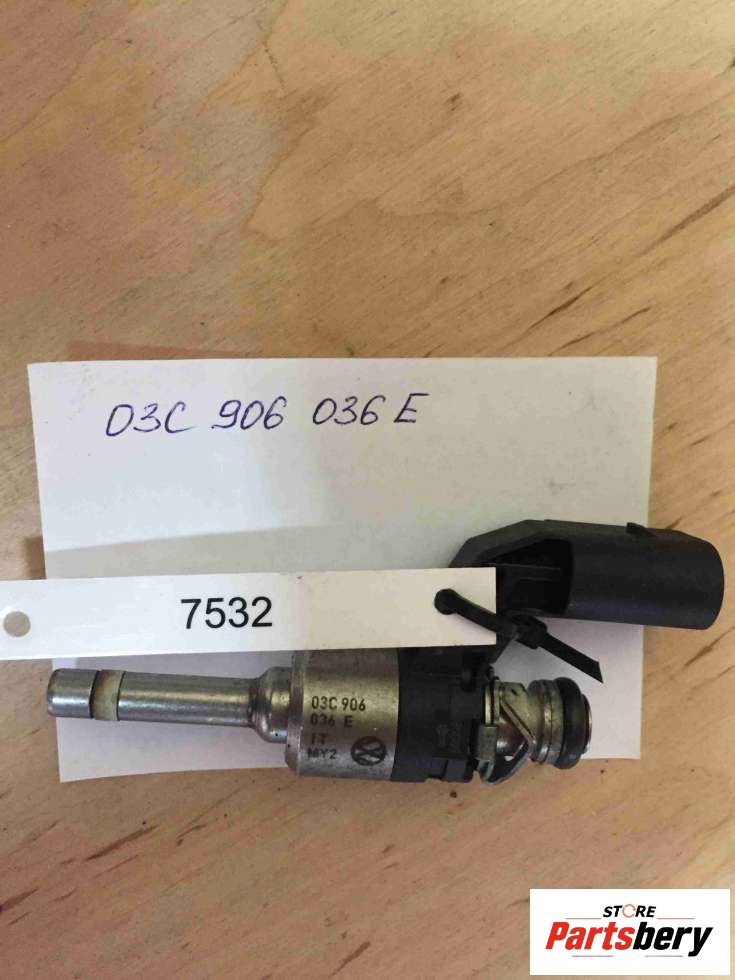 03C 906 036 E
7532
03C 906
036 E
IT
MY2
STORE
Partsbery